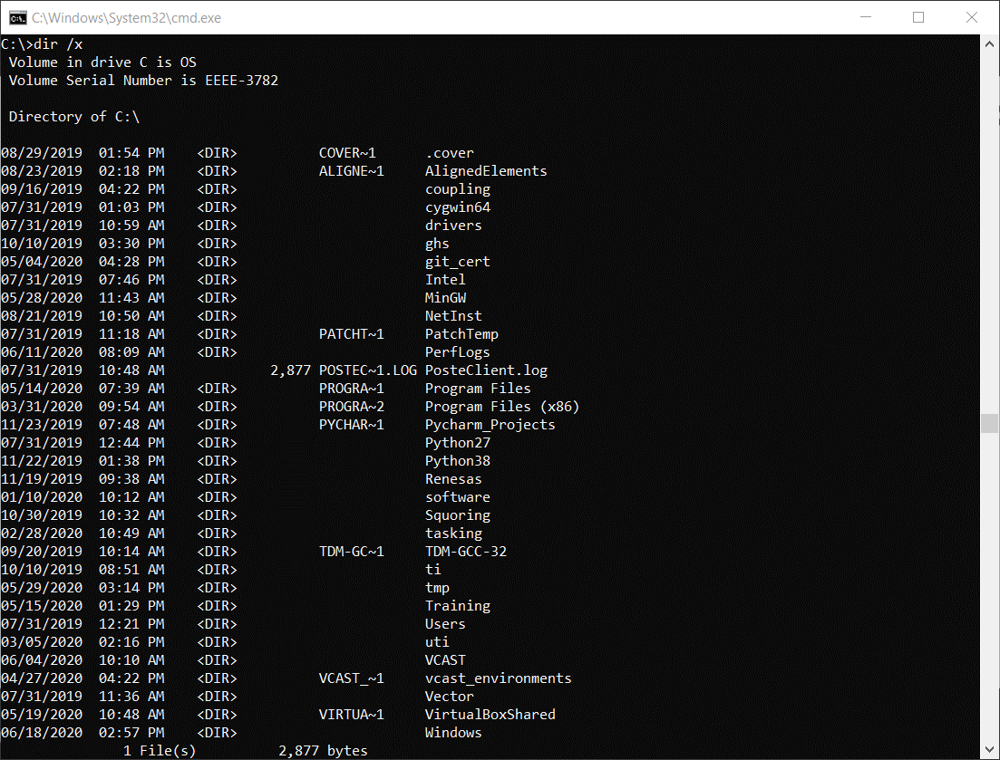 C:\Windows\System32\cmd.exe
C:\>dir /x
 Volume in drive C is OS
 Volume Serial Number is EEEE-3782

 Directory of C:\

08/29/2019  01:54 PM    <DIR>          COVER~1      .cover
08/23/2019  02:18 PM    <DIR>          ALIGNE~1     AlignedElements
09/16/2019  04:22 PM    <DIR>                       coupling
07/31/2019  01:03 PM    <DIR>                       cygwin64
07/31/2019  10:59 AM    <DIR>                       drivers
10/10/2019  03:30 PM    <DIR>                       ghs
05/04/2020  04:28 PM    <DIR>                       git_cert
07/31/2019  07:46 PM    <DIR>                       Intel
05/28/2020  11:43 AM    <DIR>                       MinGW
08/21/2019  10:50 AM    <DIR>                       NetInst
07/31/2019  11:18 AM    <DIR>          PATCHT~1     PatchTemp
06/11/2020  08:09 AM    <DIR>                       PerfLogs
07/31/2019  10:48 AM             2,877 POSTEC~1.LOG PosteClient.log
05/14/2020  07:39 AM    <DIR>          PROGRA~1     Program Files
03/31/2020  09:54 AM    <DIR>          PROGRA~2     Program Files (x86)
11/23/2019  07:48 AM    <DIR>          PYCHAR~1     Pycharm_Projects
07/31/2019  12:44 PM    <DIR>                       Python27
11/22/2019  01:38 PM    <DIR>                       Python38
11/19/2019  09:38 AM    <DIR>                       Renesas
01/10/2020  10:12 AM    <DIR>                       software
10/30/2019  10:32 AM    <DIR>                       Squoring
02/28/2020  10:49 AM    <DIR>                       tasking
09/20/2019  10:14 AM    <DIR>          TDM-GC~1     TDM-GCC-32
10/10/2019  08:51 AM    <DIR>                       ti
05/29/2020  03:14 PM    <DIR>                       tmp
05/15/2020  01:29 PM    <DIR>                       Training
07/31/2019  12:21 PM    <DIR>                       Users
03/05/2020  02:16 PM    <DIR>                       uti
06/04/2020  10:10 AM    <DIR>                       VCAST
04/27/2020  04:22 PM    <DIR>          VCAST_~1     vcast_environments
07/31/2019  11:36 AM    <DIR>                       Vector
05/19/2020  10:48 AM    <DIR>          VIRTUA~1     VirtualBoxShared
06/18/2020  02:57 PM    <DIR>                       Windows
               1 File(s)          2,877 bytes